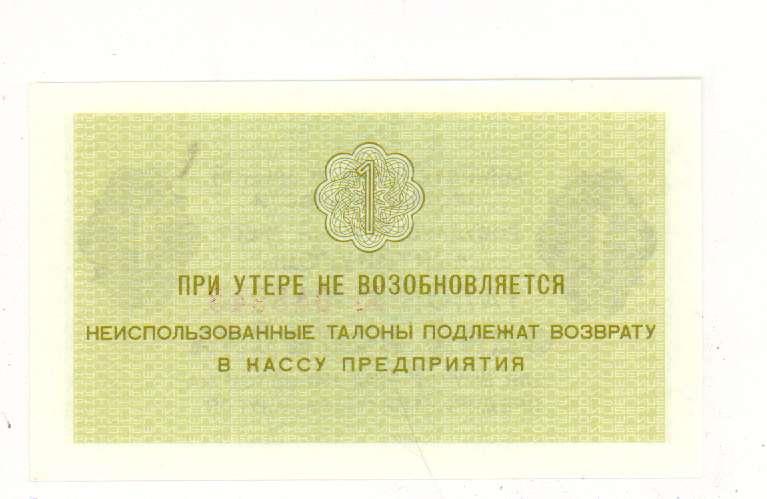 1
ПРИ УТЕРЕ НЕ ВОЗОБНОВЛЯЕТСЯ
НЕИСПОЛЬЗОВАННЫЕ ТАЛОНЫ ПОДЛЕЖАТ ВОЗВРАТУ
В КАССУ ПРЕДПРИЯТИЯ